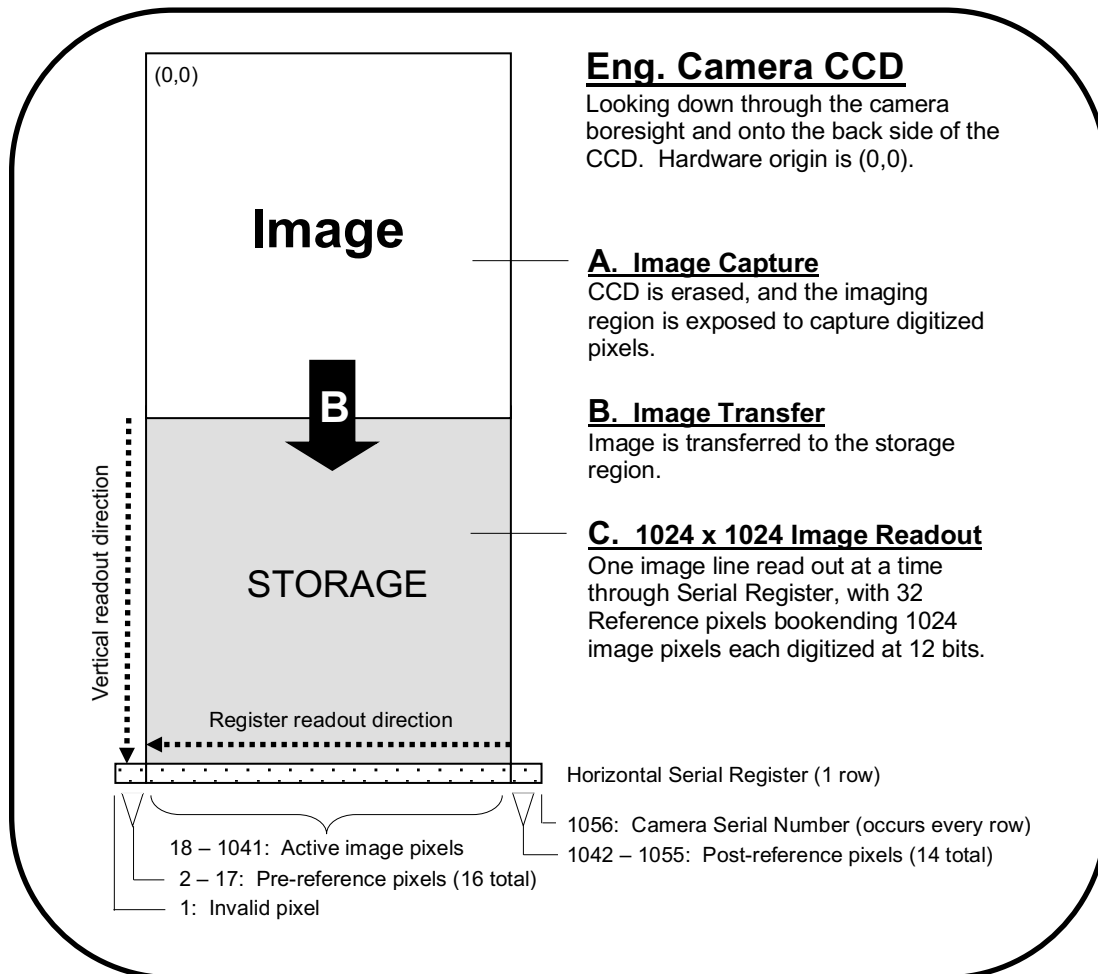 (0,0)
Image
B
STORAGE
Vertical readout direction
Register readout direction
Eng. Camera CCD
Looking down through the camera
boresight and onto the back side of the
CCD. Hardware origin is (0,0).
A. Image Capture
CCD is erased, and the imaging
region is exposed to capture digitized
pixels.
B. Image Transfer
Image is transferred to the storage
region.
C. 1024 x 1024 Image Readout
One image line read out at a time
through Serial Register, with 32
Reference pixels bookending 1024
image pixels each digitized at 12 bits.
Horizontal Serial Register (1 row)
1056: Camera Serial Number (occurs every row)
1042 – 1055: Post-reference pixels (14 total)
18 – 1041: Active image pixels
2 – 17: Pre-reference pixels (16 total)
1: Invalid pixel